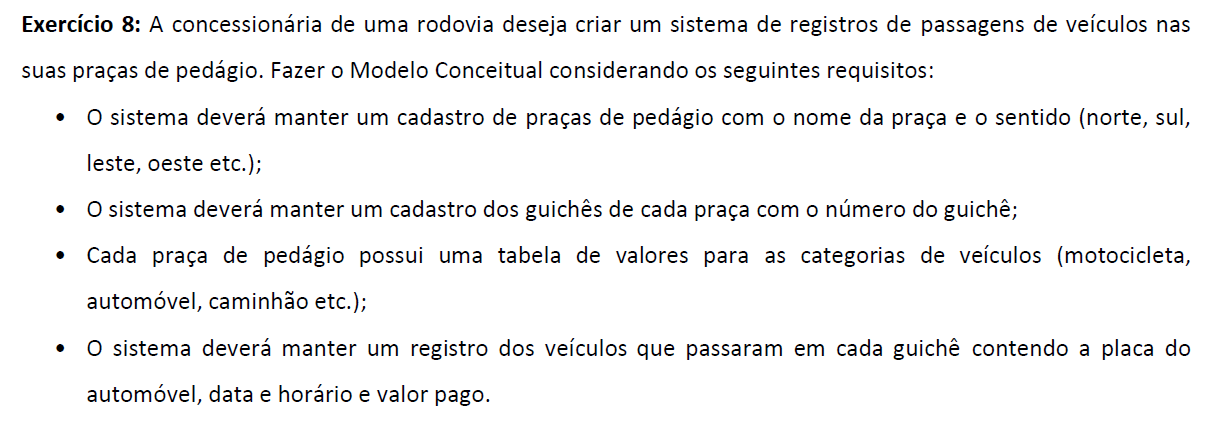 Exercício 8: A concessionária de uma rodovia deseja criar um sistema de registros de passagens de veículos nas
suas praças de pedágio. Fazer o Modelo Conceitual considerando os seguintes requisitos:
• O sistema deverá manter um cadastro de praças de pedágio com o nome da praça e o sentido (norte, sul,
leste, oeste etc.);
• O sistema deverá manter um cadastro dos guichês de cada praça com o número do guichê;
• Cada praça de pedágio possui uma tabela de valores para as categorias de veículos (motocicleta,
automóvel, caminhão etc.);
• O sistema deverá manter um registro dos veículos que passaram em cada guichê contendo a placa do
automóvel, data e horário e valor pago.